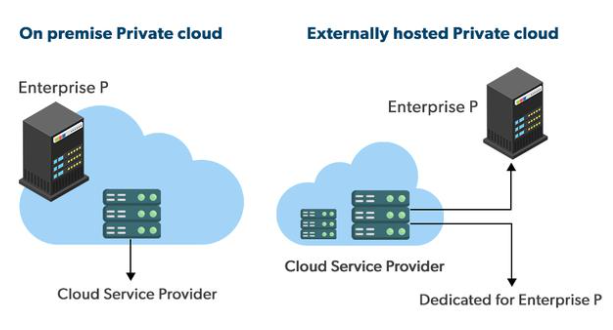 On premise Private cloud
Externally hosted Private cloud
Enterprise P
Cloud Service Provider
Enterprise P
Cloud Service Provider
Dedicated for Enterprise P